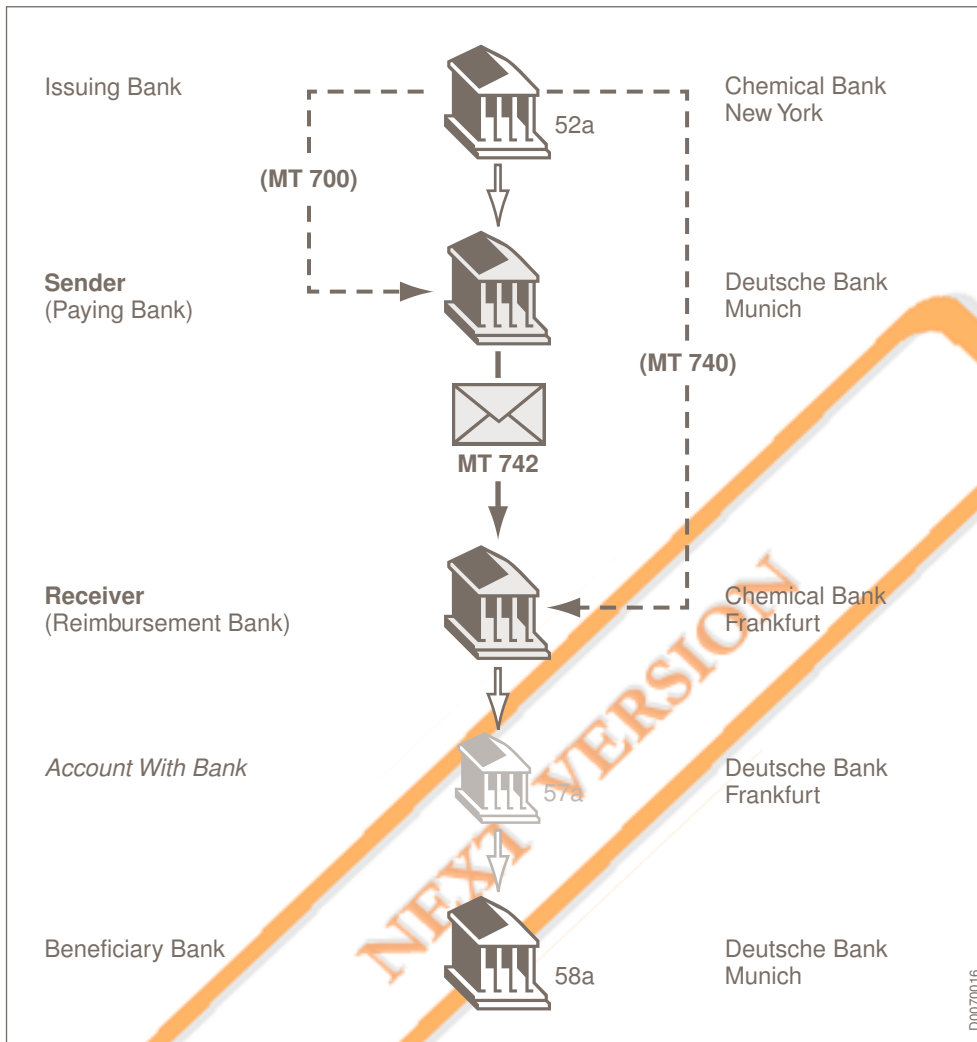 Issuing Bank
52a
Chemical Bank
New York
(MT 700)
Sender
(Paying Bank)
Deutsche Bank
Munich
(MT 740)
MT 742
Receiver
(Reimbursement Bank)
Chemical Bank
Frankfurt
Account With Bank
57a
Deutsche Bank
Frankfurt
Beneficiary Bank
58a
Deutsche Bank
Munich
NEXT VERSION
D0070016